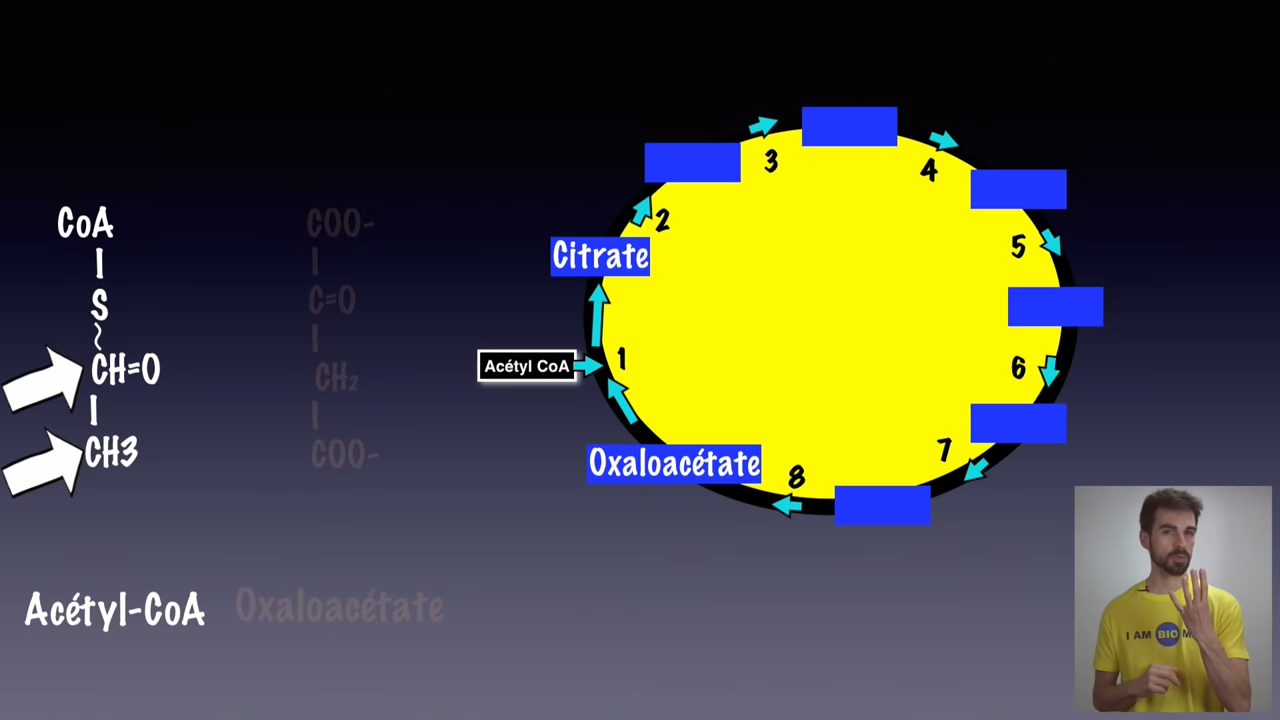 CoA
|
S
~
CH=O
|
CH3
Acétyl-CoA
COO-
|
C=O
|
CH₂
|
COO-
Oxaloacétate
3
4
2
Citrate
5
Acétyl CoA
1
6
Oxaloacétate
8
7
I AM BIO M